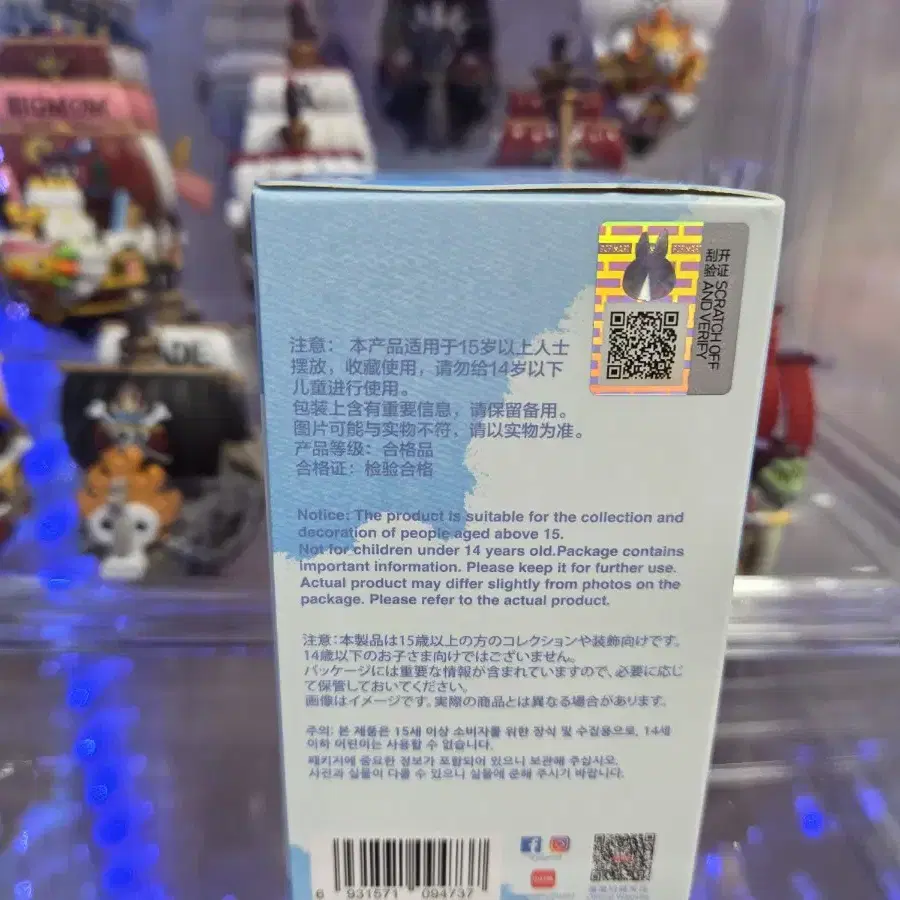 BIGMOM
开 证
刮 验
SCRATCH OFF
AND VERIFY
注意: 本产品适用于15岁以上人士
摆放，收藏使用，请勿给14岁以下
儿童进行使用。
包装上含有重要信息，请保留备用。
图片可能与实物不符，请以实物为准。
产品等级: 合格品
合格证: 检验合格
Notice: The product is suitable for the collection and
decoration of people aged above 15.
Not for children under 14 years old.Package contains
important information. Please keep it for further use.
Actual product may differ slightly from photos on the
package. Please refer to the actual product.
注意:本製品は15歳以上の方のコレクションや装飾向けです。
14歳以下のお子さま向けではございません。
パッケージには重要な情報が含まれていますので、必要に応じ
て保管しておいてください。
画像はイメージです。実際の商品とは異なる場合があります。
주의: 본 제품은 15세 이상 소비자를 위한 장식 및 수집용으로, 14세
이하 어린이는 사용할 수 없습니다.
패키지에 중요한 정보가 포함되어 있으니 보관해 주십시오.
사진과 실물이 다를 수 있으니 실물에 준해 주시기 바랍니다.
6 931571 094737